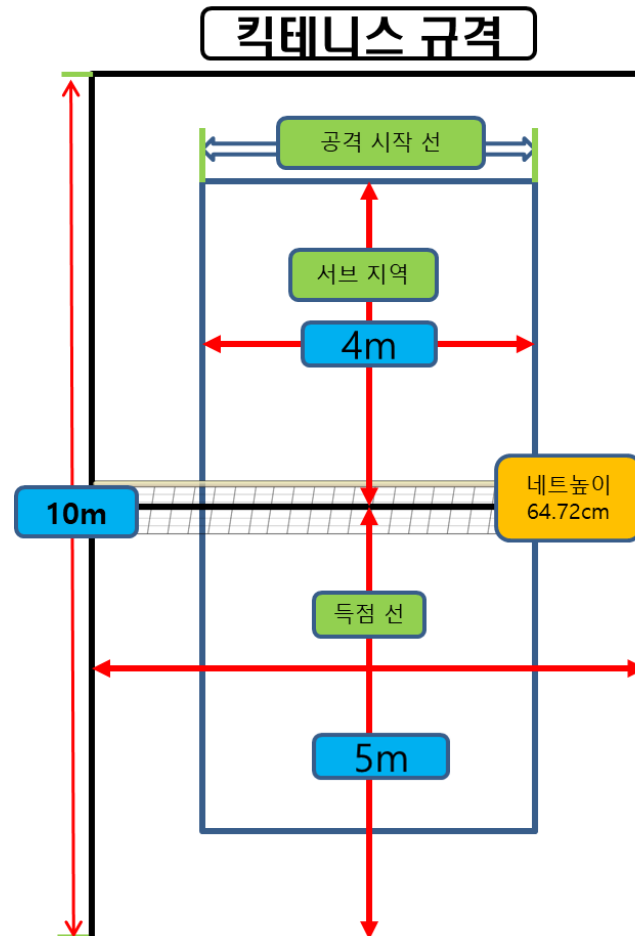 킥테니스 규격
공격 시작 선
서브 지역
4m
네트높이
64.72cm
10m
득점 선
5m